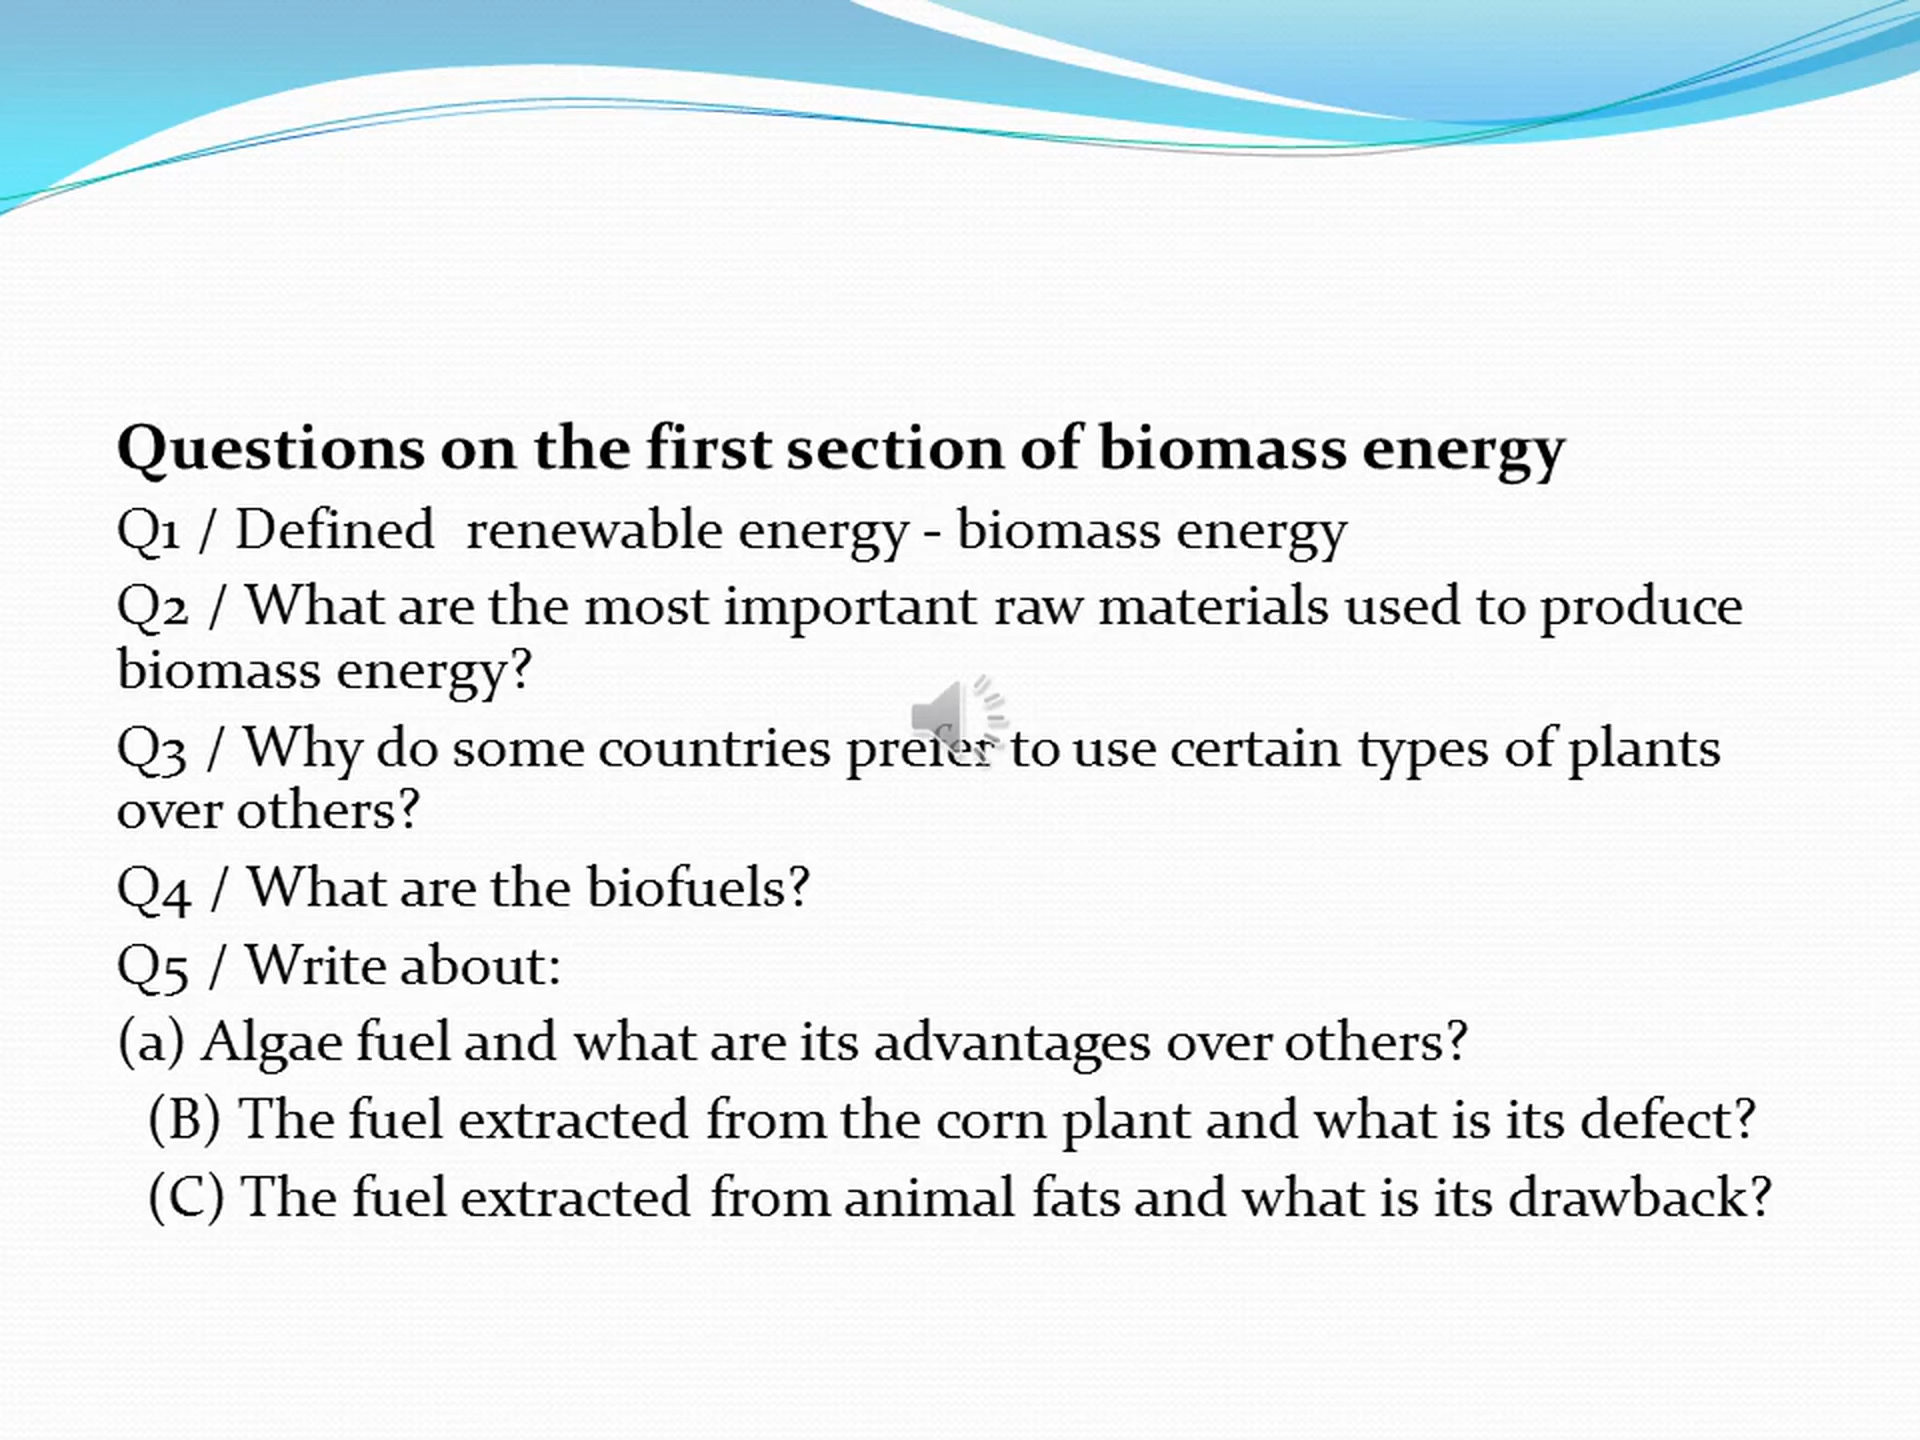 Questions on the first section of biomass energy
Q1 / Defined  renewable energy - biomass energy
Q2 / What are the most important raw materials used to produce
biomass energy?
Q3 / Why do some countries prefer to use certain types of plants
over others?
Q4 / What are the biofuels?
Q5 / Write about:
(a) Algae fuel and what are its advantages over others?
(B) The fuel extracted from the corn plant and what is its defect?
(C) The fuel extracted from animal fats and what is its drawback?